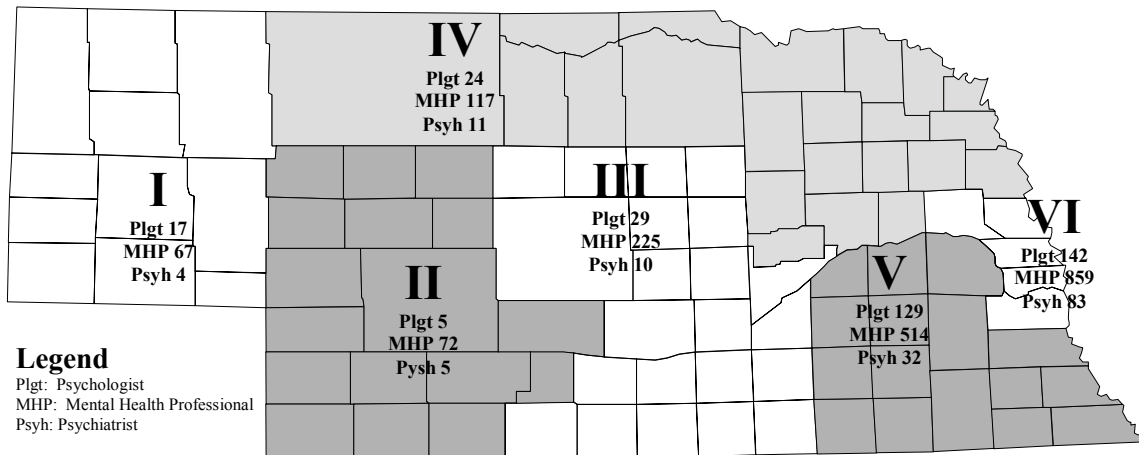 IV
Plgt 24
MHP 117
Psyh 11
I
Plgt 17
MHP 67
Psyh 4
III
Plgt 29
MHP 225
Psyh 10
VI
Plgt 142
MHP 859
Psyh 83
II
Plgt 5
MHP 72
Pysh 5
V
Plgt 129
MHP 514
Psyh 32
Legend
Plgt: Psychologist
MHP: Mental Health Professional
Psyh: Psychiatrist